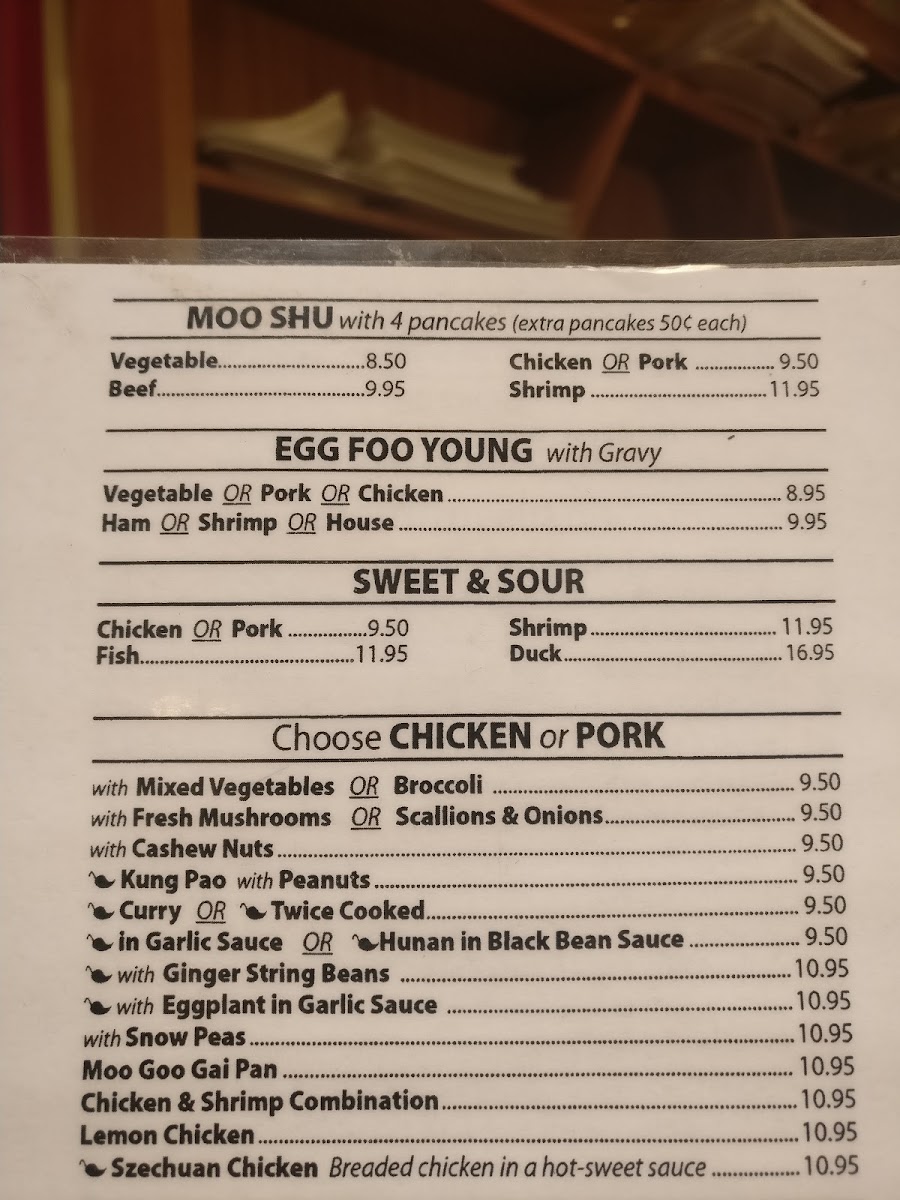 MOO SHU with 4 pancakes (extra pancakes 50¢ each)
Vegetable..............................8.50 Chicken OR Pork ................ 9.50
Beef..........................................9.95 Shrimp ...................................11.95
EGG FOO YOUNG with Gravy
Vegetable OR Pork OR Chicken.................................................................... 8.95
Ham OR Shrimp OR House.............................................................................. 9.95
SWEET & SOUR
Chicken OR Pork ................9.50 Shrimp..................................... 11.95
Fish...........................................11.95 Duck...........................................16.95
Choose CHICKEN or PORK
with Mixed Vegetables OR Broccoli ............................................................ 9.50
with Fresh Mushrooms OR Scallions & Onions...................................... 9.50
with Cashew Nuts........................................................................................................ 9.50
Kung Pao with Peanuts..................................................................................... 9.50
Curry OR Twice Cooked........................................................................... 9.50
in Garlic Sauce OR Hunan in Black Bean Sauce ...................... 9.50
with Ginger String Beans ..............................................................................10.95
with Eggplant in Garlic Sauce .....................................................................10.95
with Snow Peas.............................................................................................................10.95
Moo Goo Gai Pan ...................................................................................................... 10.95
Chicken & Shrimp Combination.......................................................................10.95
Lemon Chicken............................................................................................................10.95
Szechuan Chicken Breaded chicken in a hot-sweet sauce ..................10.95